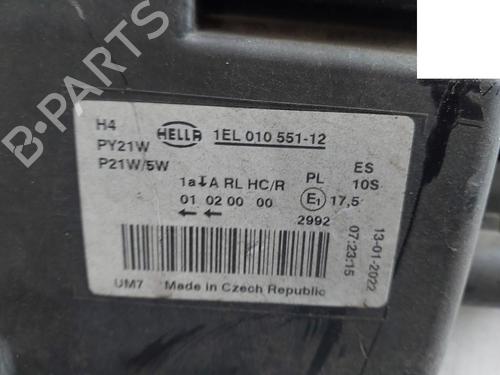 B-PARTS
H4 HELLA 1EL 010 551-12
PY21W
P21W/5W
1a A RL HC/R PL ES
01 02 00 00 E1 17,5 10S
2992
UM7 Made in Czech Republic
13-01-2022
07:23:15